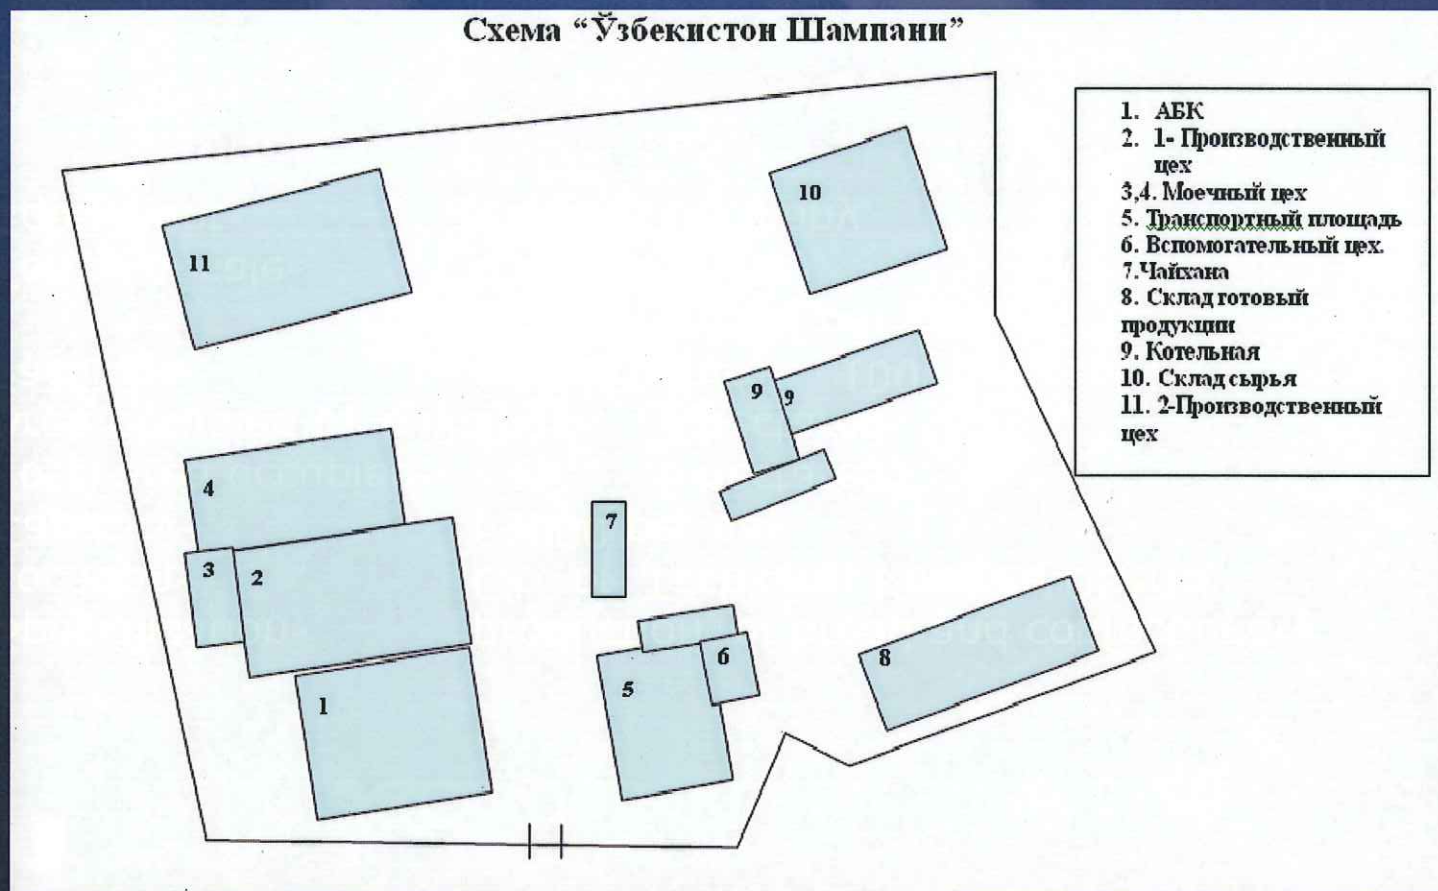 Схема “Ўзбекистон Шампани”
1. АБК
2. 1- Производственный
цех
3,4. Моечный цех
5. Транспортный площадь
6. Вспомогательный цех.
7.Чайхана
8. Склад готовый
продукции
9. Котельная
10. Склад сырья
11. 2-Производственный
цех
10
11
9
9
4
7
3
2
6
8
5
1